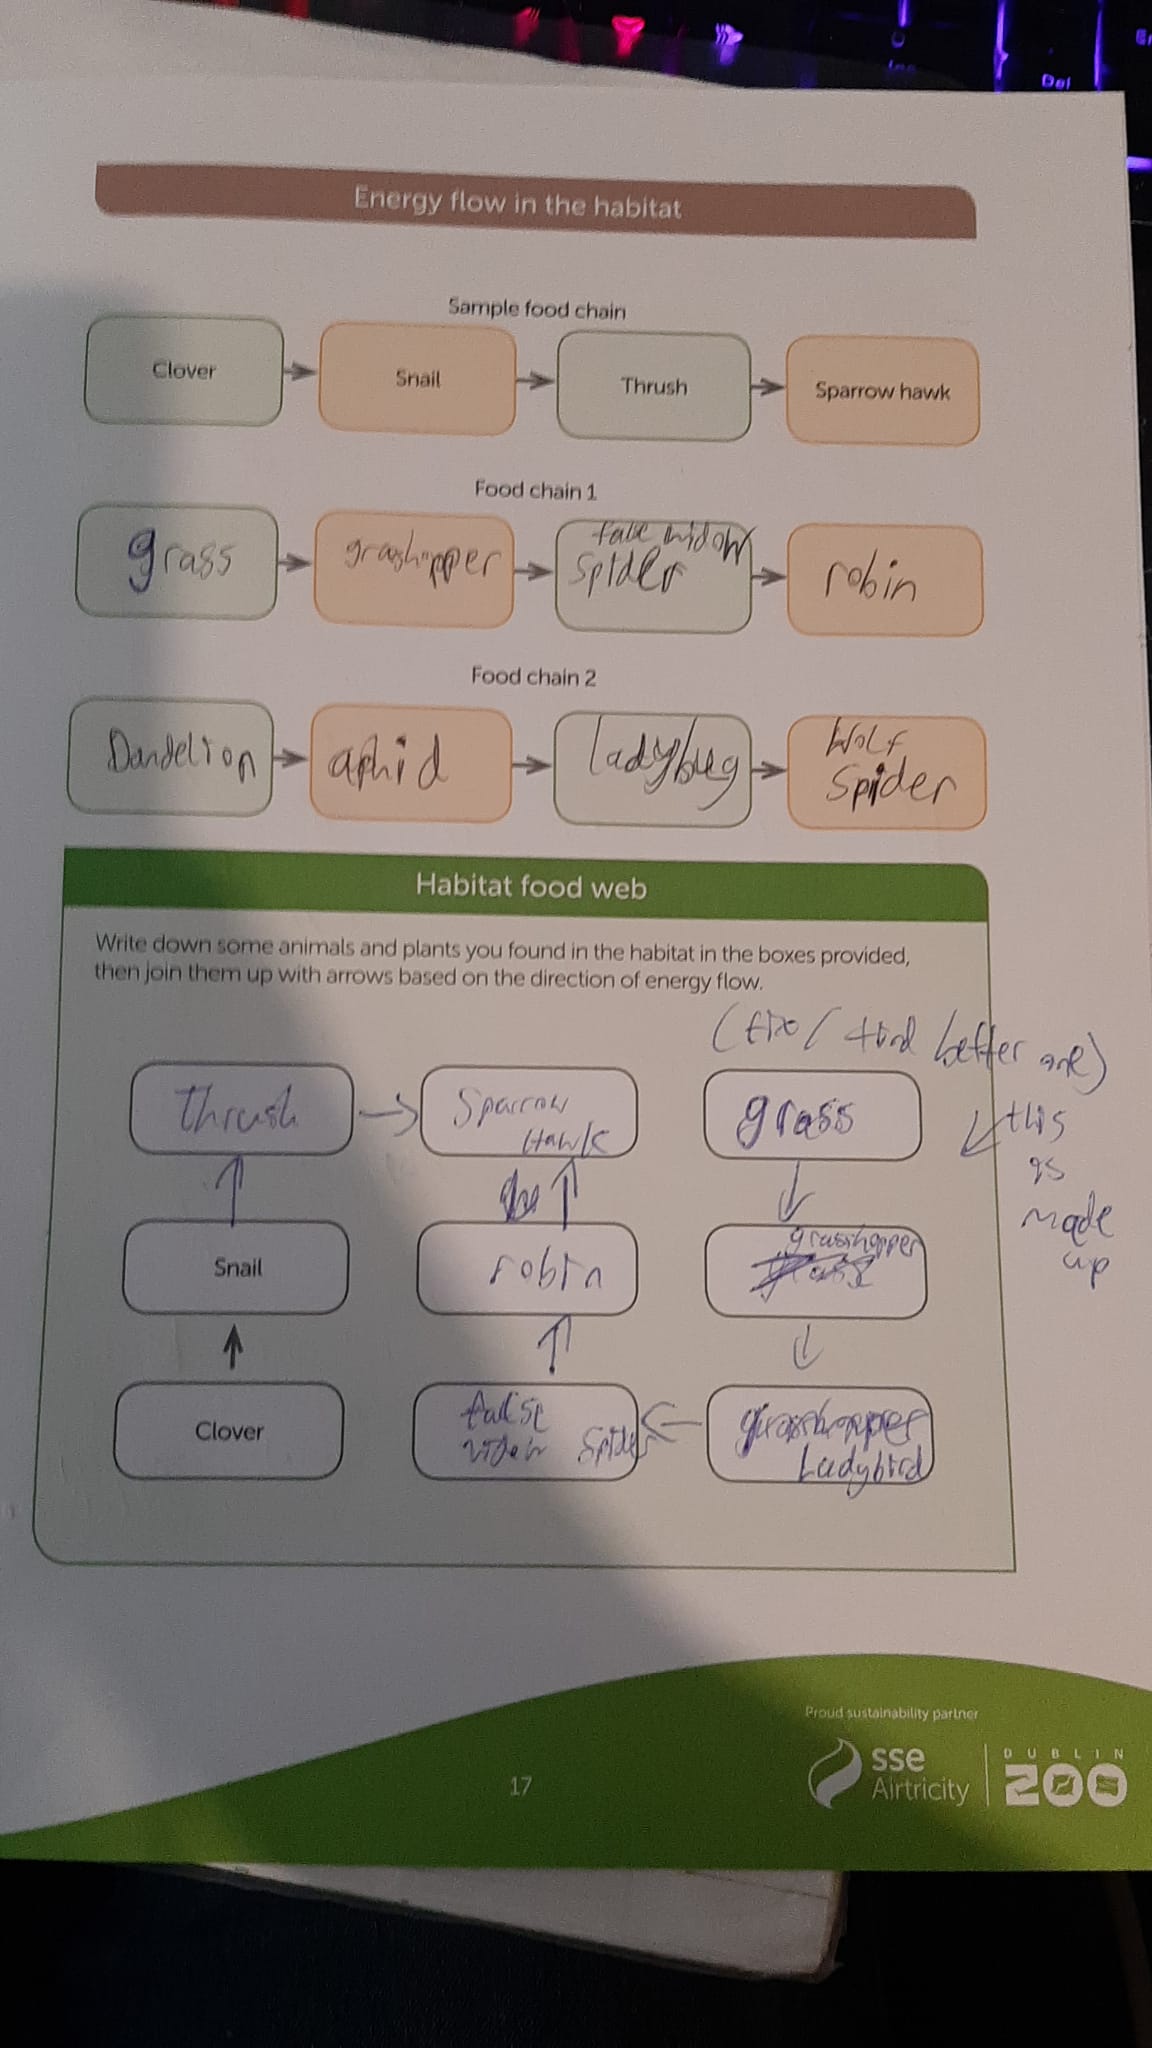 Del
Energy flow in the habitat
Sample food chain
Clover
Snail
Thrush
Sparrow hawk
Food chain 1
grass
grashopper
widow
spider
robin
Food chain 2
Dandelion
aphid
ladybug
Wolf
Spider
Habitat food web
Write down some animals and plants you found in the habitat in the boxes provided,
then join them up with arrows based on the direction of energy flow.
(fix / find better one)
this
is
made
up
thrush
Sparrow
Hawk
grass
Snail
robin
grasshopper
Clover
false
widow Spider
grasshopper
Ladybird
Proud sustainability partner
sse
Airtricity
DUBLIN
ZOO
17